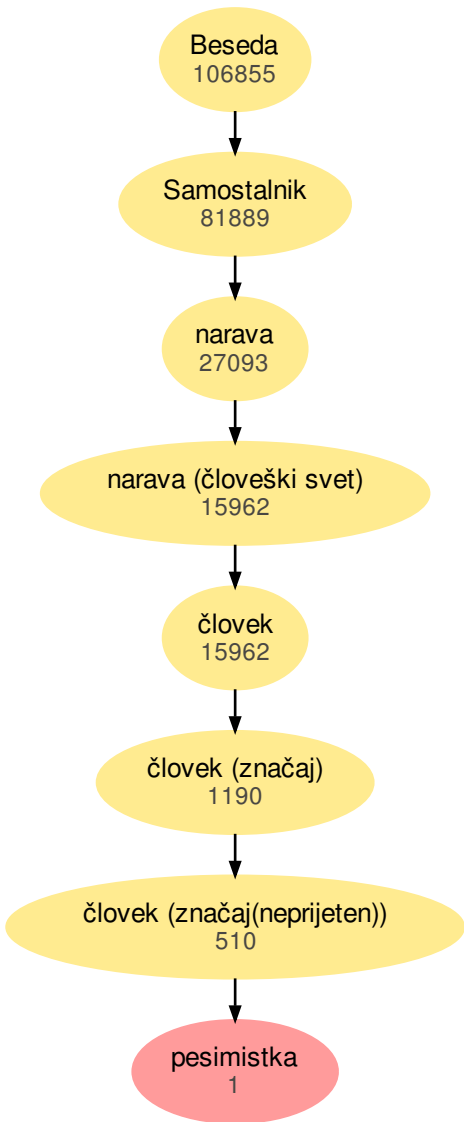 Beseda
106855
Samostalnik
81889
narava
27093
narava (človeški svet)
15962
človek
15962
človek (značaj)
1190
človek (značaj(neprijeten))
510
pesimistka
1